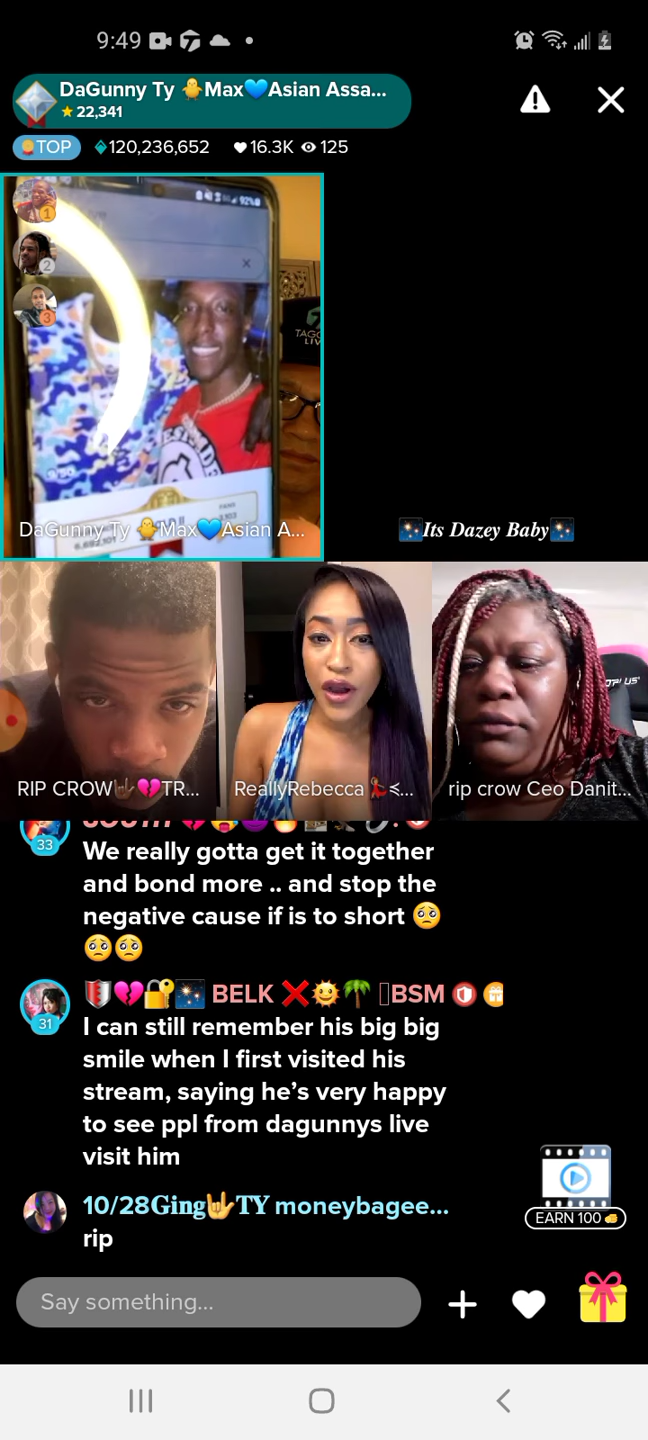 9:49
DaGunny Ty 🐥Max💙Asian Assa...
22,341
TOP 120,236,652 16.3K 125
92%
TAGG
LIV
DaGunny Ty 🐥Max💙Asian A...
🎇Its Dazey Baby🎇
RIP CROW🤟💔TR...
ReallyRebecca 💃≼...
rip crow Ceo Danit...
33
We really gotta get it together
and bond more .. and stop the
negative cause if is to short 🥺
🥺🥺
BELK ❌🌞🌴 BSM
31
I can still remember his big big
smile when I first visited his
stream, saying he’s very happy
to see ppl from dagunnys live
visit him
10/28Ging🤟TY moneybagee...
rip
EARN 100
Say something...